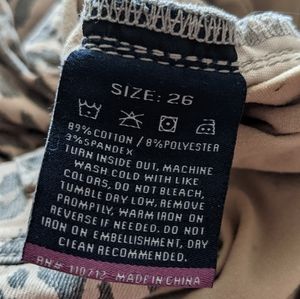 SIZE: 26
89% COTTON / 8% POLYESTER
3% SPANDEX
TURN INSIDE OUT, MACHINE
WASH COLD WITH LIKE
COLORS, DO NOT BLEACH,
TUMBLE DRY LOW, REMOVE
PROMPTLY, WARM IRON ON
REVERSE IF NEEDED. DO NOT
IRON ON EMBELLISHMENT, DRY
CLEAN RECOMMENDED.
RN# 110712 MADE IN CHINA